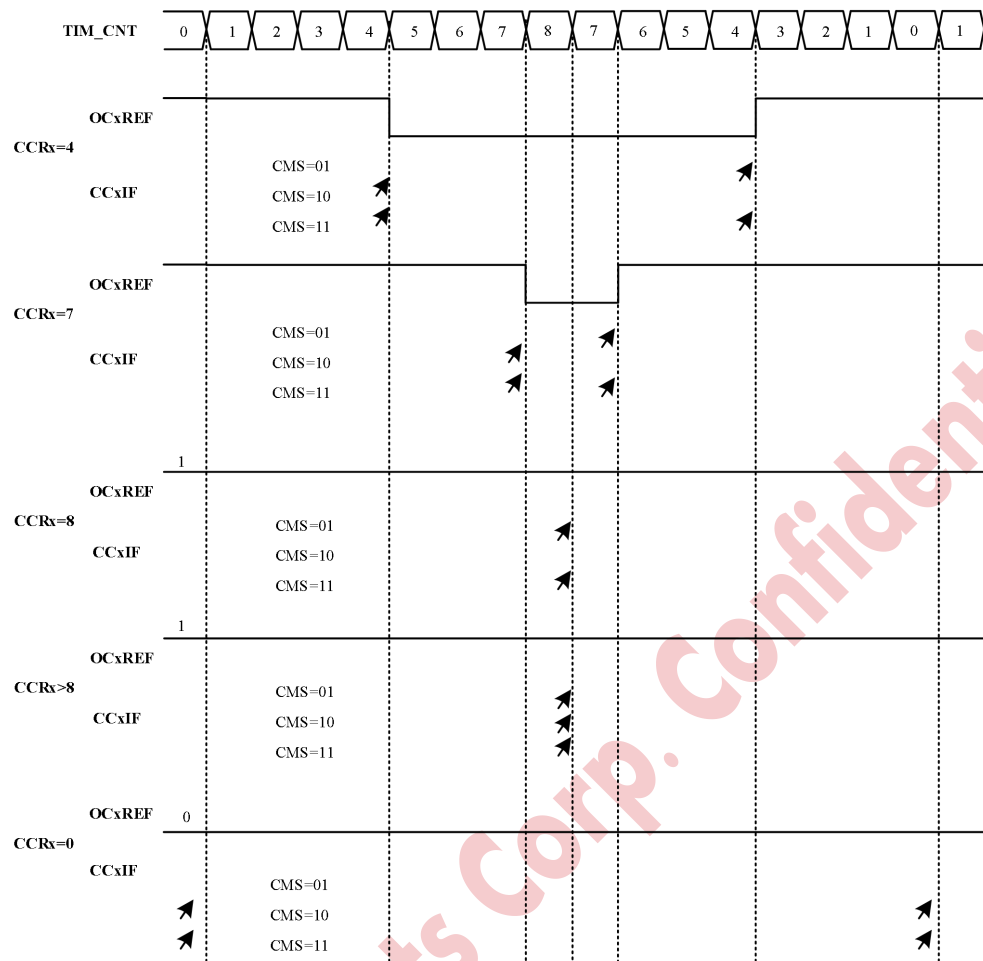 TIM_CNT 0 1 2 3 4 5 6 7 8 7 6 5 4 3 2 1 0 1
OCxREF
CCRx=4
CMS=01
CCxIF
CMS=10
CMS=11
OCxREF
CCRx=7
CMS=01
CCxIF
CMS=10
CMS=11
1
OCxREF
CCRx=8
CMS=01
CCxIF
CMS=10
CMS=11
1
OCxREF
CCRx>8
CMS=01
CCxIF
CMS=10
CMS=11
OCxREF 0
CCRx=0
CCxIF
CMS=01
CMS=10
CMS=11
ts Corp. Confidenti